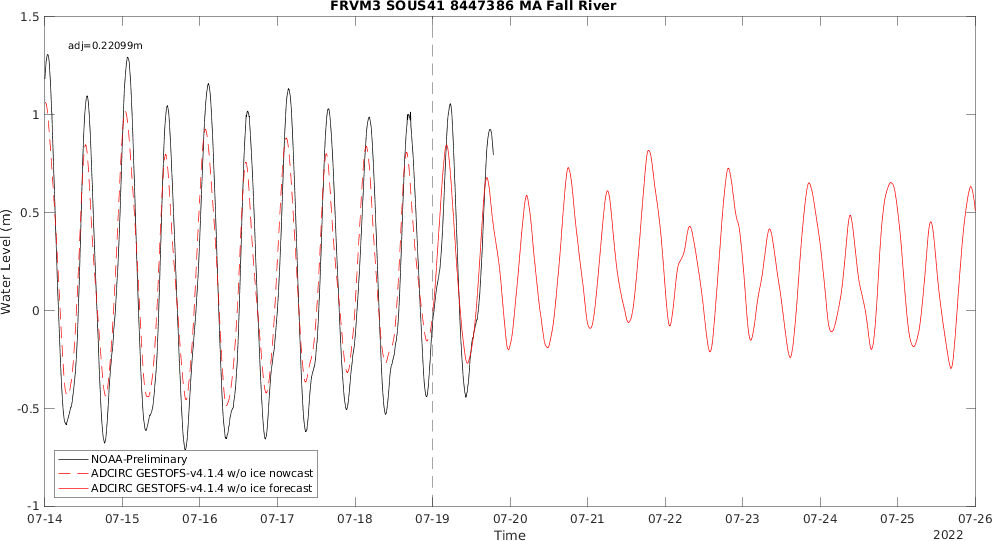 FRVM3 SOUS41 8447386 MA Fall River
adj=0.22099m
Water Level (m)
1.5
1
0.5
0
-0.5
-1
NOAA-Preliminary
ADCIRC GESTOFS-v4.1.4 w/o ice nowcast
ADCIRC GESTOFS-v4.1.4 w/o ice forecast
07-14 07-15 07-16 07-17 07-18 07-19 07-20 07-21 07-22 07-23 07-24 07-25 07-26
Time
2022